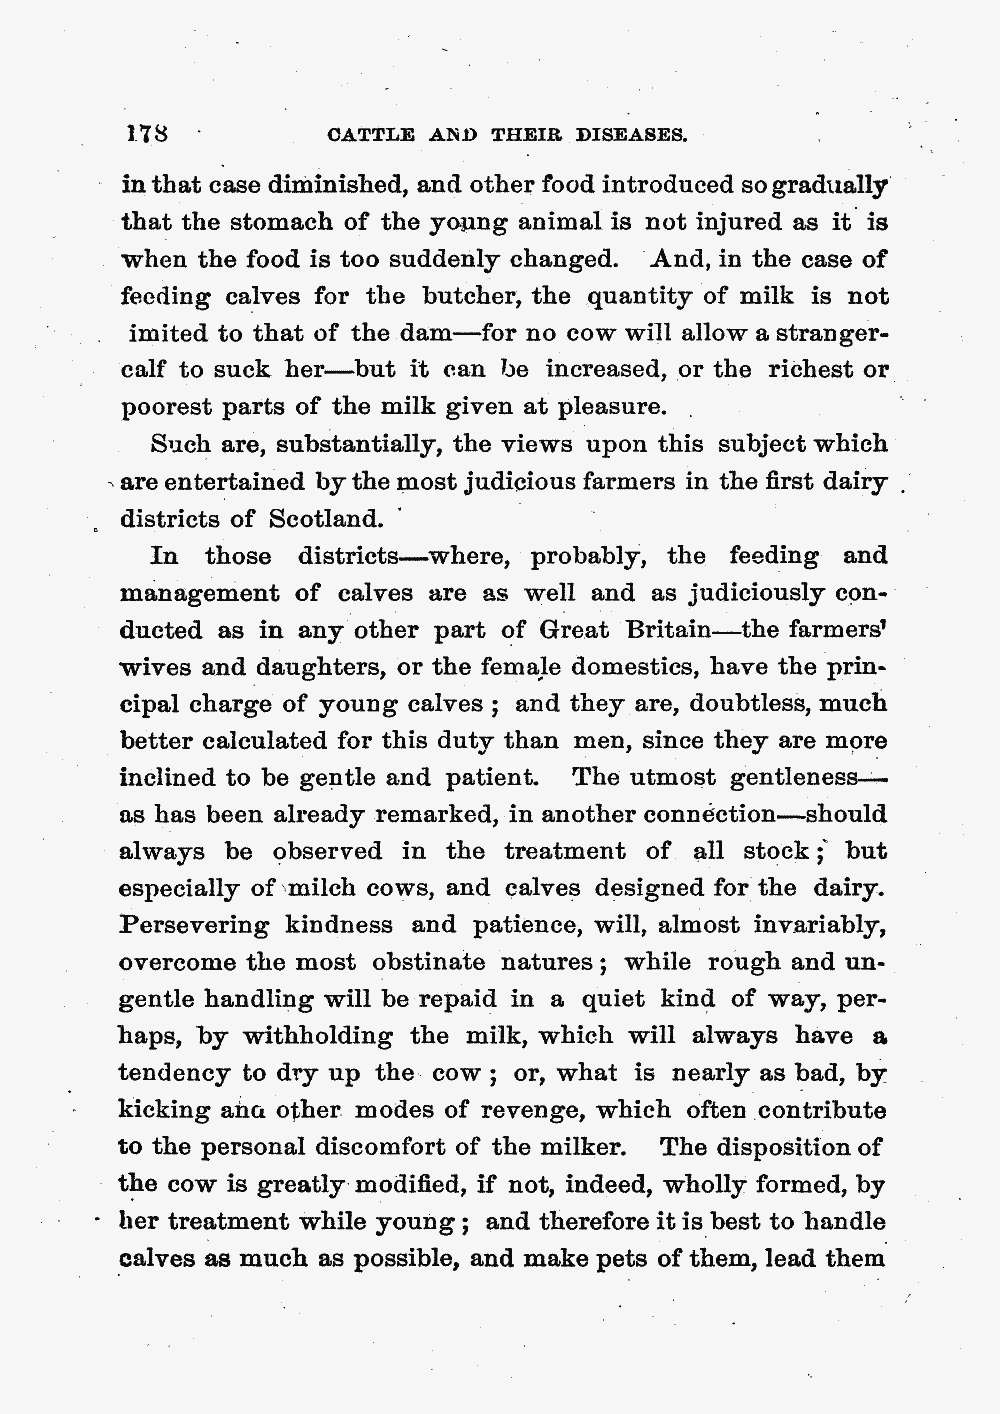 178 CATTLE AND THEIR DISEASES.
in that case diminished, and other food introduced so gradually
that the stomach of the young animal is not injured as it is
when the food is too suddenly changed. And, in the case of
feeding calves for the butcher, the quantity of milk is not
imited to that of the dam—for no cow will allow a stranger-
calf to suck her—but it can be increased, or the richest or
poorest parts of the milk given at pleasure.
Such are, substantially, the views upon this subject which
are entertained by the most judicious farmers in the first dairy
districts of Scotland.
In those districts—where, probably, the feeding and
management of calves are as well and as judiciously con-
ducted as in any other part of Great Britain—the farmers'
wives and daughters, or the female domestics, have the prin-
cipal charge of young calves ; and they are, doubtless, much
better calculated for this duty than men, since they are more
inclined to be gentle and patient. The utmost gentleness—
as has been already remarked, in another connection—should
always be observed in the treatment of all stock ; but
especially of milch cows, and calves designed for the dairy.
Persevering kindness and patience, will, almost invariably,
overcome the most obstinate natures ; while rough and un-
gentle handling will be repaid in a quiet kind of way, per-
haps, by withholding the milk, which will always have a
tendency to dry up the cow ; or, what is nearly as bad, by
kicking and other modes of revenge, which often contribute
to the personal discomfort of the milker. The disposition of
the cow is greatly modified, if not, indeed, wholly formed, by
her treatment while young ; and therefore it is best to handle
calves as much as possible, and make pets of them, lead them